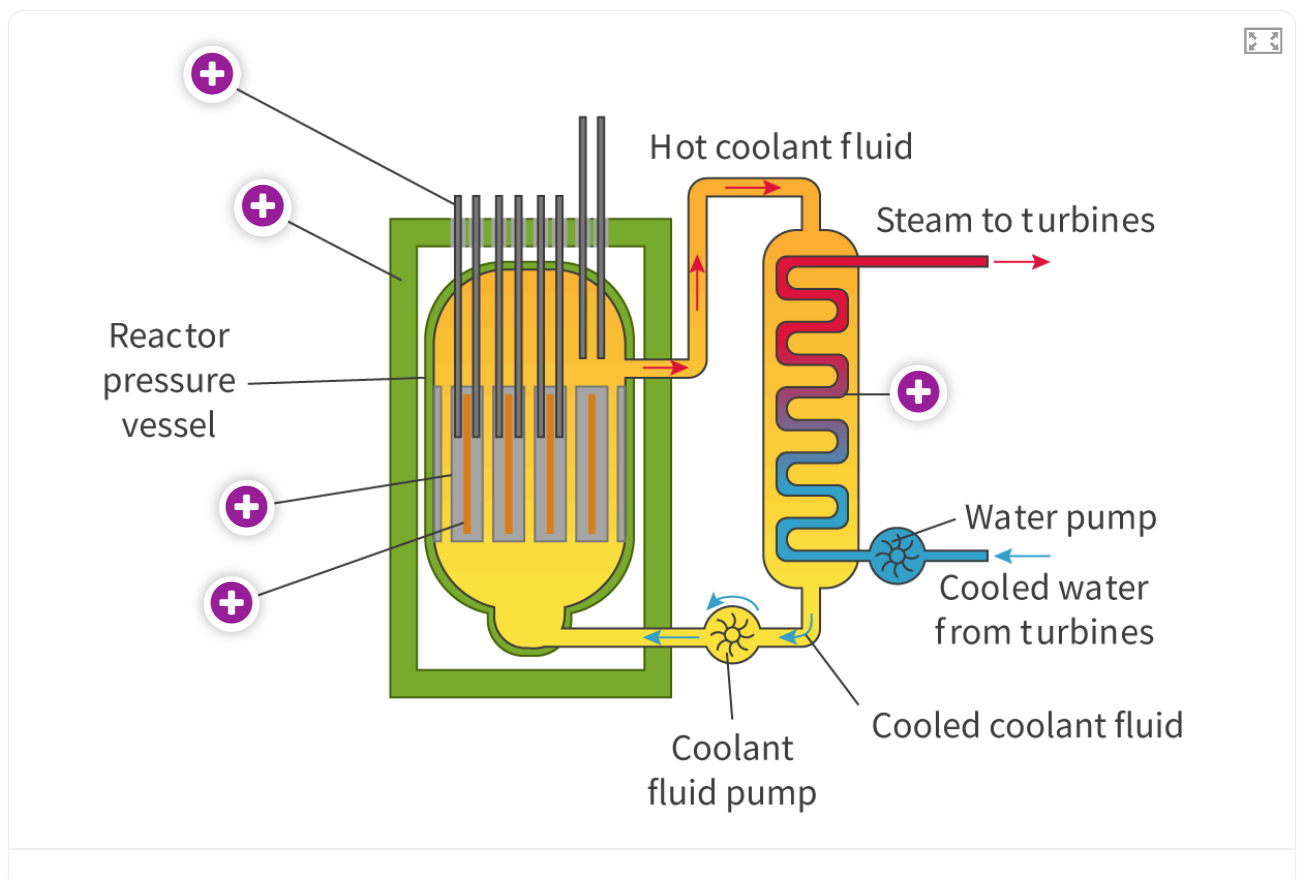 Hot coolant fluid
Steam to turbines
Reactor
pressure
vessel
Water pump
Cooled water
from turbines
Cooled coolant fluid
Coolant
fluid pump